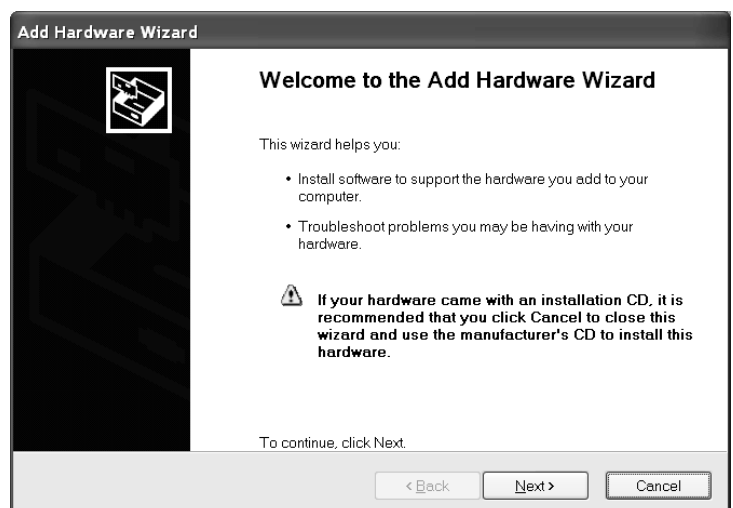 Add Hardware Wizard
Welcome to the Add Hardware Wizard
This wizard helps you:
• Install software to support the hardware you add to your
computer.
• Troubleshoot problems you may be having with your
hardware.
If your hardware came with an installation CD, it is
recommended that you click Cancel to close this
wizard and use the manufacturer's CD to install this
hardware.
To continue, click Next.
< Back Next > Cancel